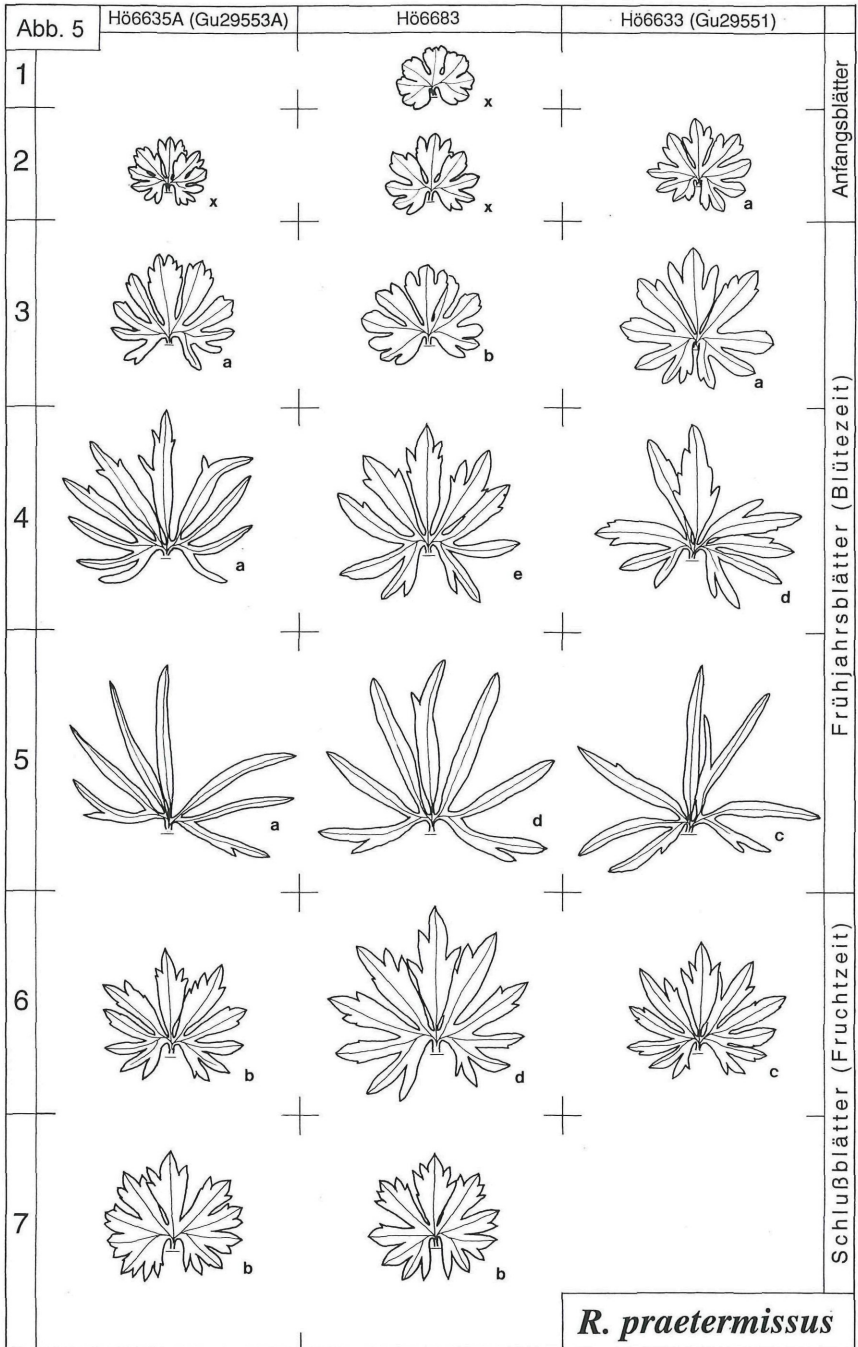 Abb. 5
Hö6635A (Gu29553A)
Hö6683
Hö6633 (Gu29551)
1
x
Anfangsblätter
2
x
x
a
3
a
b
a
Frühjahrsblätter (Blütezeit)
4
a
e
d
5
a
d
c
6
b
d
c
Schlußblätter (Fruchtzeit)
7
b
b
R. praetermissus